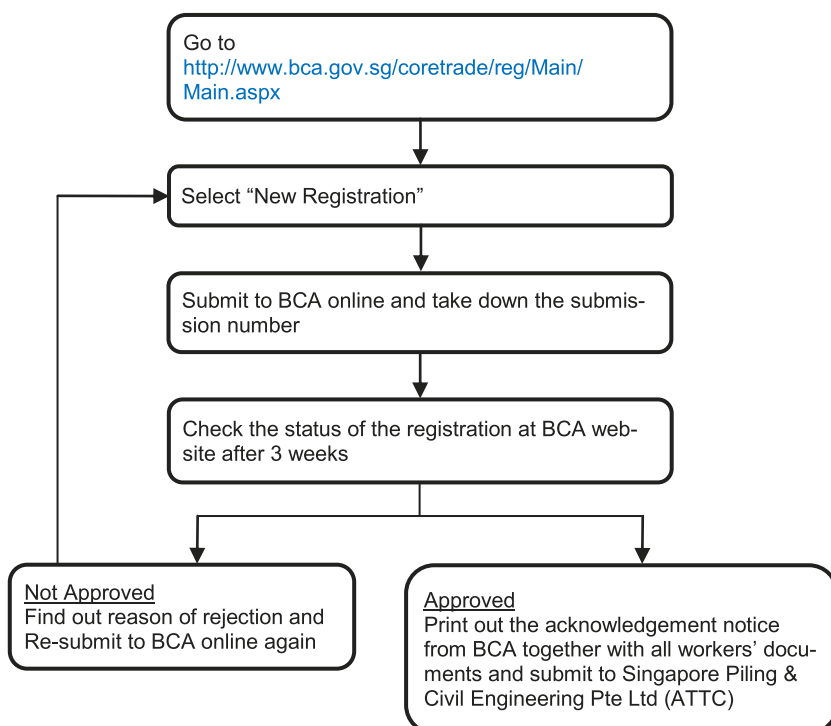 Go to
http://www.bca.gov.sg/coretrade/reg/Main/
Main.aspx
Select “New Registration”
Submit to BCA online and take down the submis-
sion number
Check the status of the registration at BCA web-
site after 3 weeks
Not Approved
Find out reason of rejection and
Re-submit to BCA online again
Approved
Print out the acknowledgement notice
from BCA together with all workers’ docu-
ments and submit to Singapore Piling &
Civil Engineering Pte Ltd (ATTC)